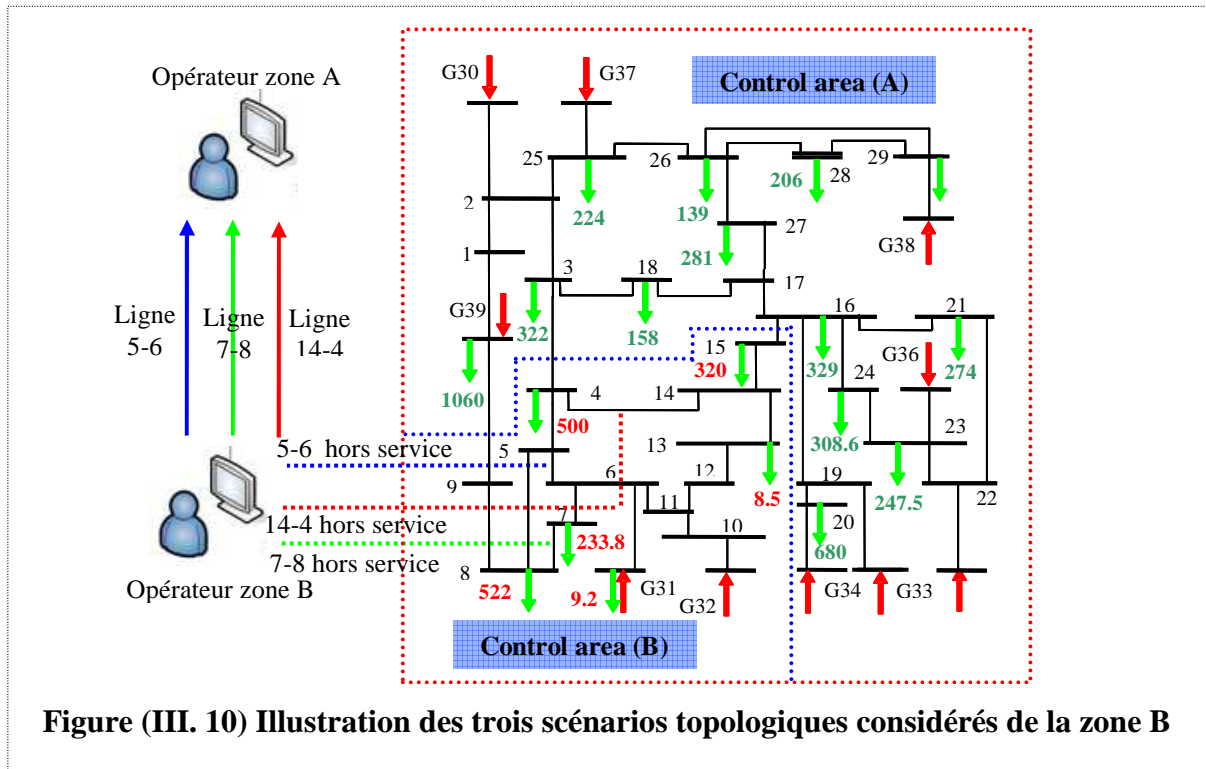 Opérateur zone A
Ligne 5-6
Ligne 7-8
Ligne 14-4
5-6 hors service
14-4 hors service
7-8 hors service
Opérateur zone B
Control area (A)
G30
G37
25
26
28
29
224
139
206
2
27
281
G38
1
3
18
17
G39
322
158
16
21
15
320
329
G36
274
24
1060
4
14
500
308.6
23
13
5
6
12
8.5
19
247.5
22
9
11
7
10
20
233.8
680
8
522
9.2
G31
G32
G34
G33
Control area (B)
Figure (III. 10) Illustration des trois scénarios topologiques considérés de la zone B